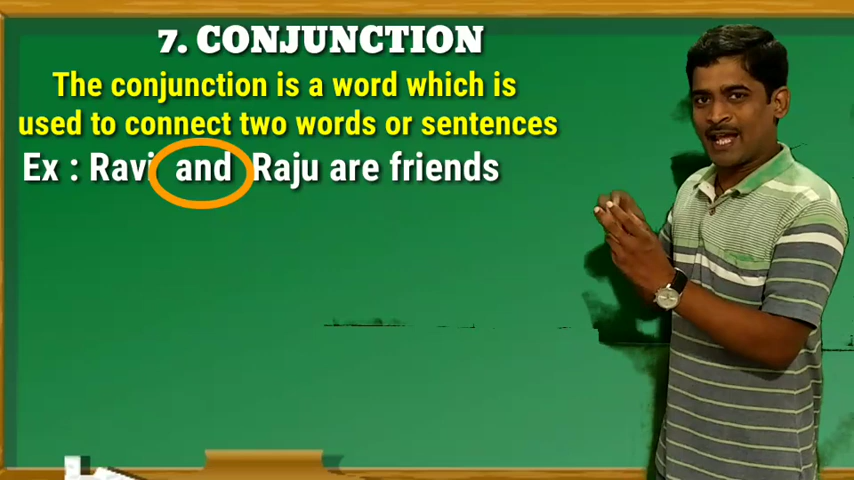 7. CONJUNCTION
The conjunction is a word which is
used to connect two words or sentences
Ex : Ravi and Raju are friends